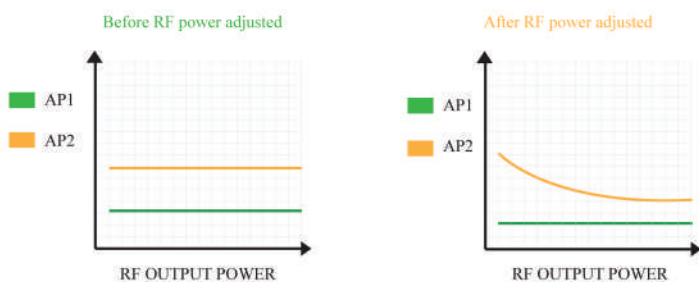 Before RF power adjusted
AP1
AP2
RF OUTPUT POWER
After RF power adjusted
AP1
AP2
RF OUTPUT POWER